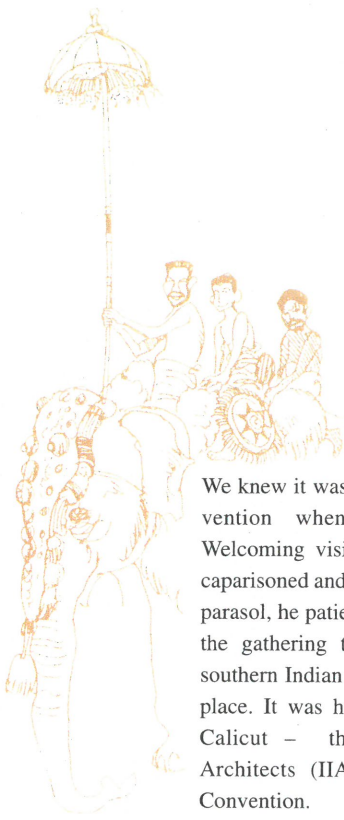 We knew it was
vention when
Welcoming visi
caparisoned and
parasol, he patie
the gathering t
southern Indian
place. It was h
Calicut – th
Architects (IIA
Convention.